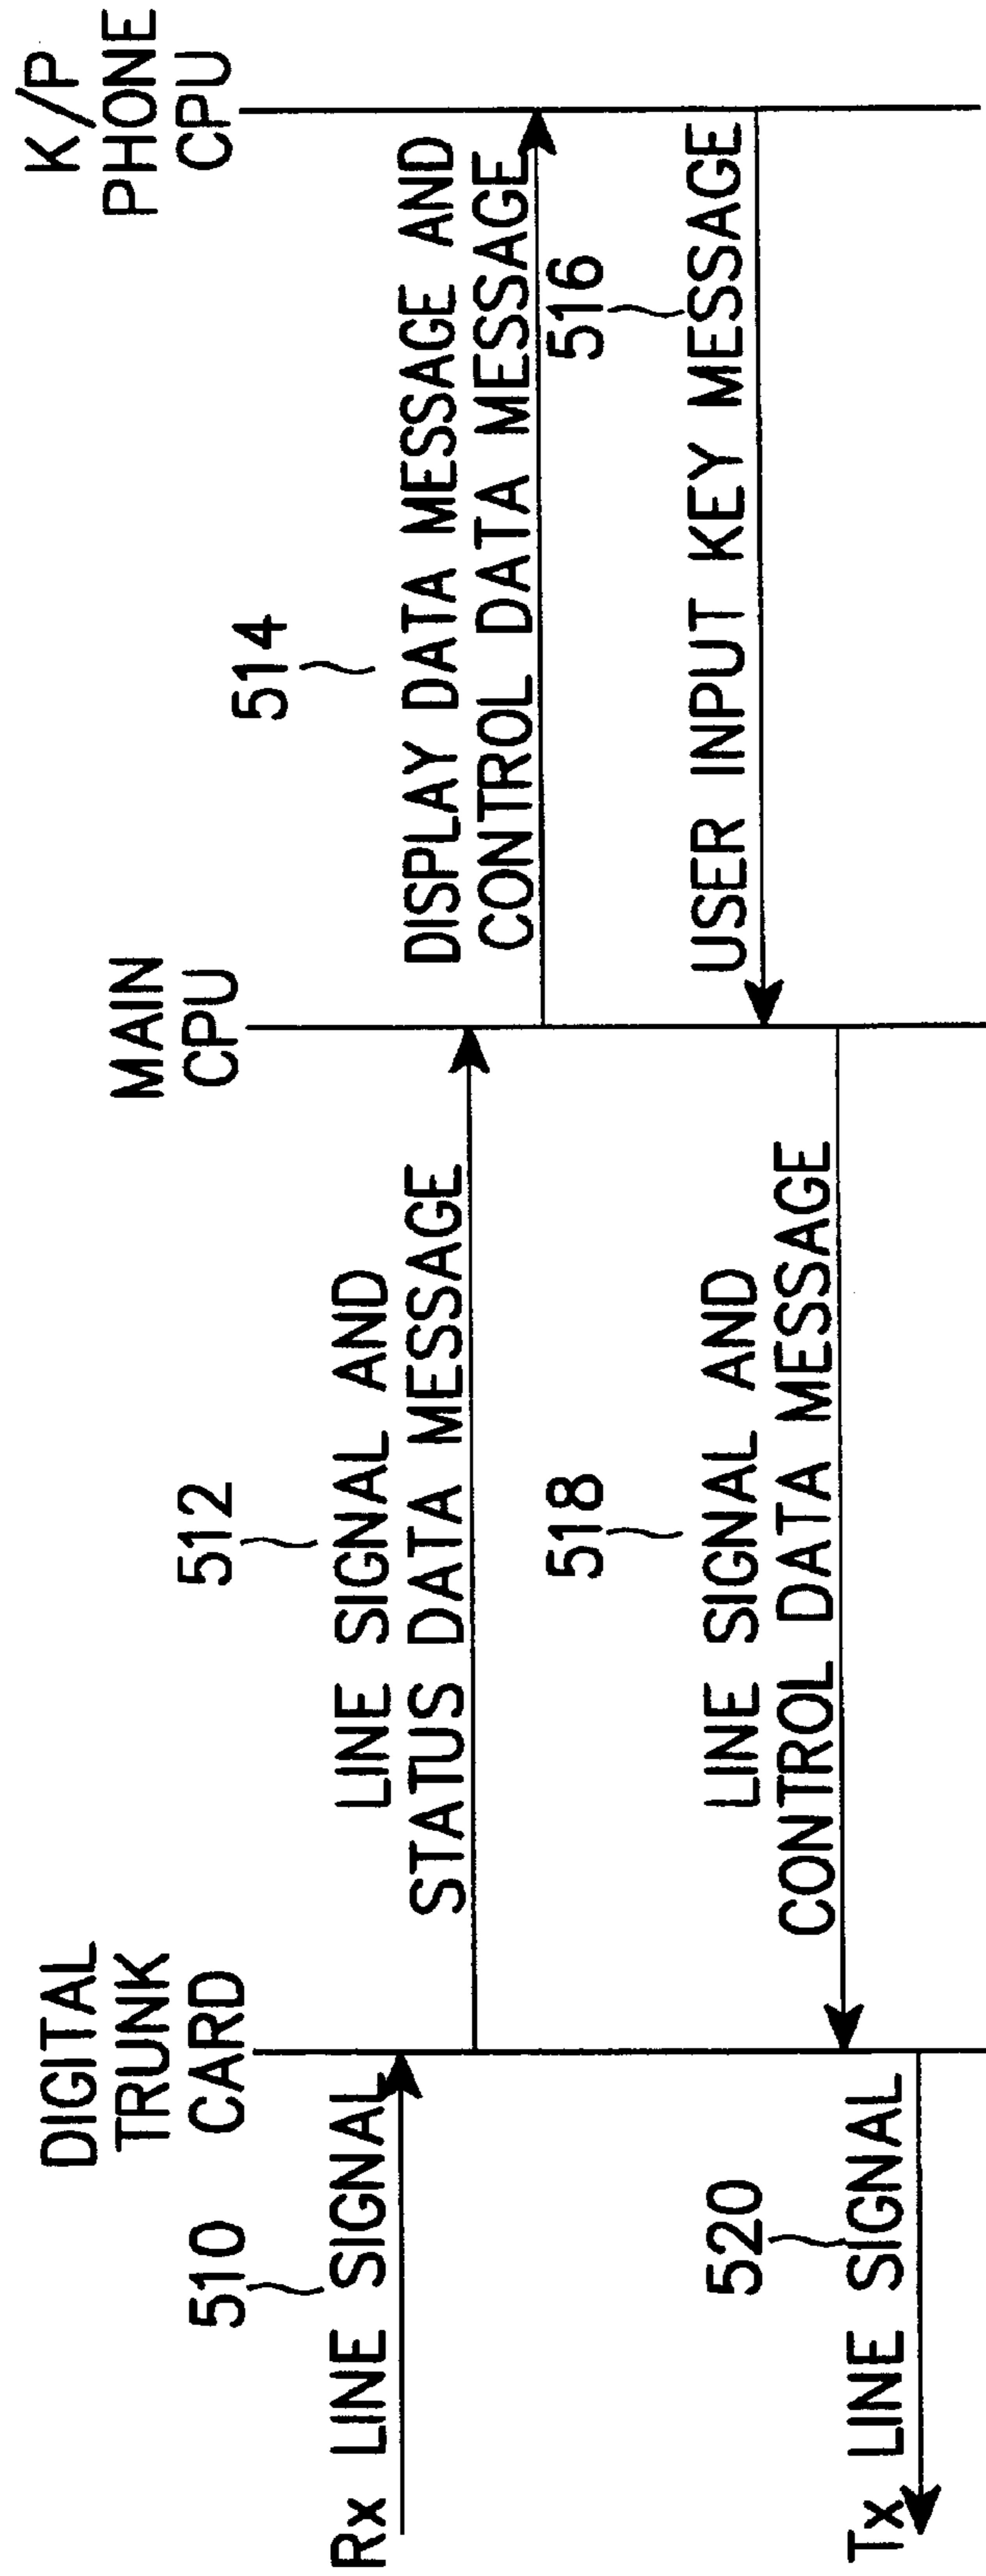 DIGITAL
TRUNK
CARD
MAIN
CPU
K/P
PHONE
CPU
510
Rx LINE SIGNAL
512
LINE SIGNAL AND
STATUS DATA MESSAGE
514
DISPLAY DATA MESSAGE AND
CONTROL DATA MESSAGE
516
USER INPUT KEY MESSAGE
518
LINE SIGNAL AND
CONTROL DATA MESSAGE
520
Tx LINE SIGNAL